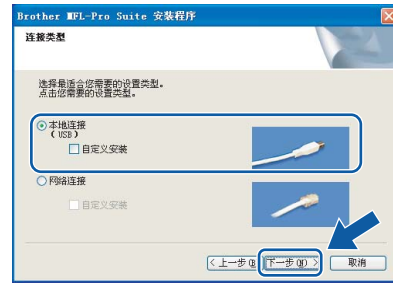 Brother MFL-Pro Suite 安装程序
连接类型
选择最适合您需要的设置类型。
点击您需要的设置类型。
本地连接
(USB)
自定义安装
网络连接
自定义安装
<上一步(B) 下一步(N) > 取消